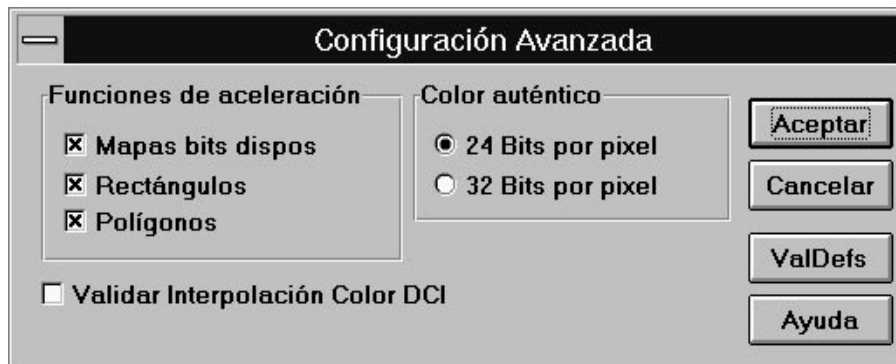 Configuración Avanzada
Funciones de aceleración
Mapas bits dispos
Rectángulos
Polígonos
Color auténtico
24 Bits por pixel
32 Bits por pixel
Validar Interpolación Color DCI
Aceptar
Cancelar
ValDefs
Ayuda